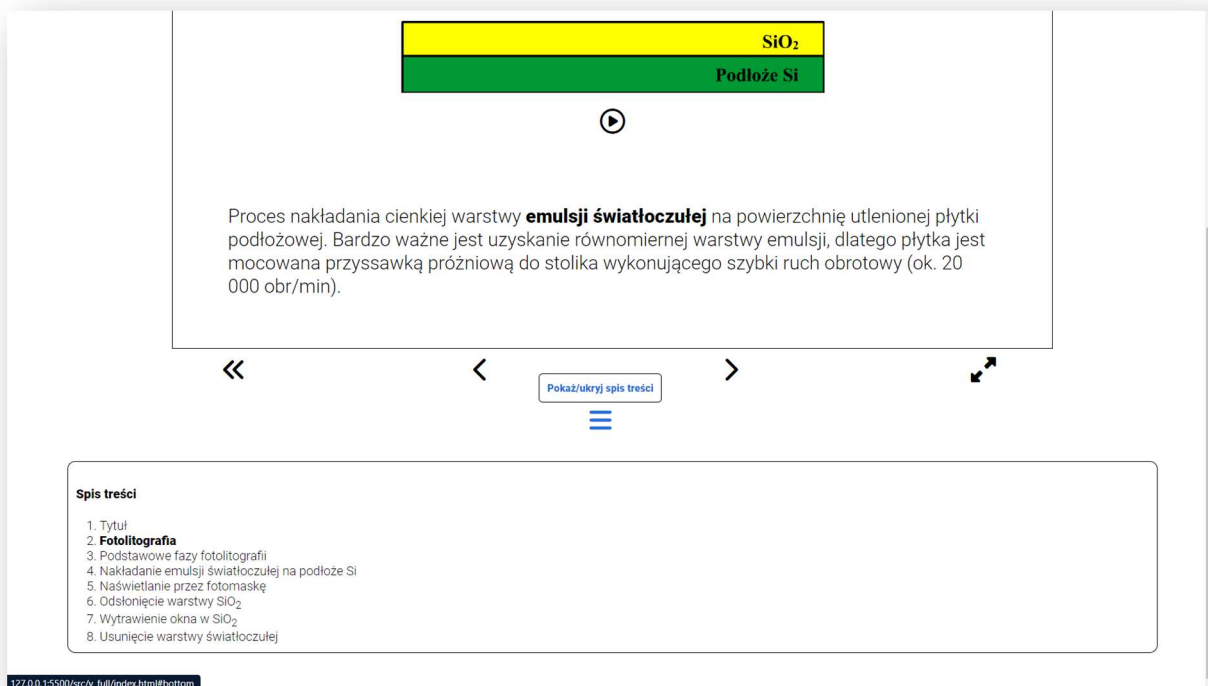 SiO₂
Podłoże Si
Proces nakładania cienkiej warstwy emulsji światłoczułej na powierzchnię utlenionej płytki
podłożowej. Bardzo ważne jest uzyskanie równomiernej warstwy emulsji, dlatego płytka jest
mocowana przyssawką próżniową do stolika wykonującego szybki ruch obrotowy (ok. 20
000 obr/min).
Pokaż/ukryj spis treści
Spis treści
1. Tytuł
2. Fotolitografia
3. Podstawowe fazy fotolitografii
4. Nakładanie emulsji światłoczułej na podłoże Si
5. Naświetlanie przez fotomaskę
6. Odsłonięcie warstwy SiO₂
7. Wytrawienie okna w SiO₂
8. Usunięcie warstwy światłoczułej
127.0.0.1:5500/src/v_full/index.html#bottom